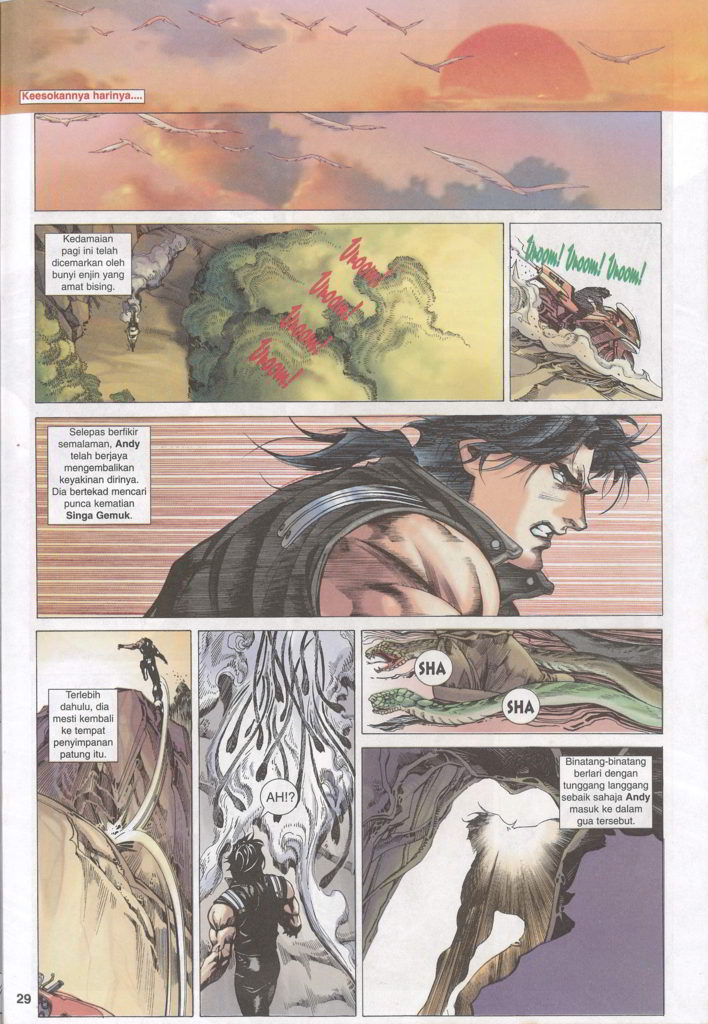 Keesokannya harinya....
Kedamaian
pagi ini telah
dicemarkan oleh
bunyi enjin yang
amat bising.
Vroom!
Vroom!
Vroom!
Vroom!
Vroom! Vroom! Vroom!
Selepas berfikir
semalaman, Andy
telah berjaya
mengembalikan
keyakinan dirinya.
Dia bertekad mencari
punca kematian
Singa Gemuk.
Terlebih
dahulu, dia
mesti kembali
ke tempat
penyimpanan
patung itu.
AH!?
SHA
SHA
Binatang-binatang
berlari dengan
tunggang langgang
sebaik sahaja Andy
masuk ke dalam
gua tersebut.
29